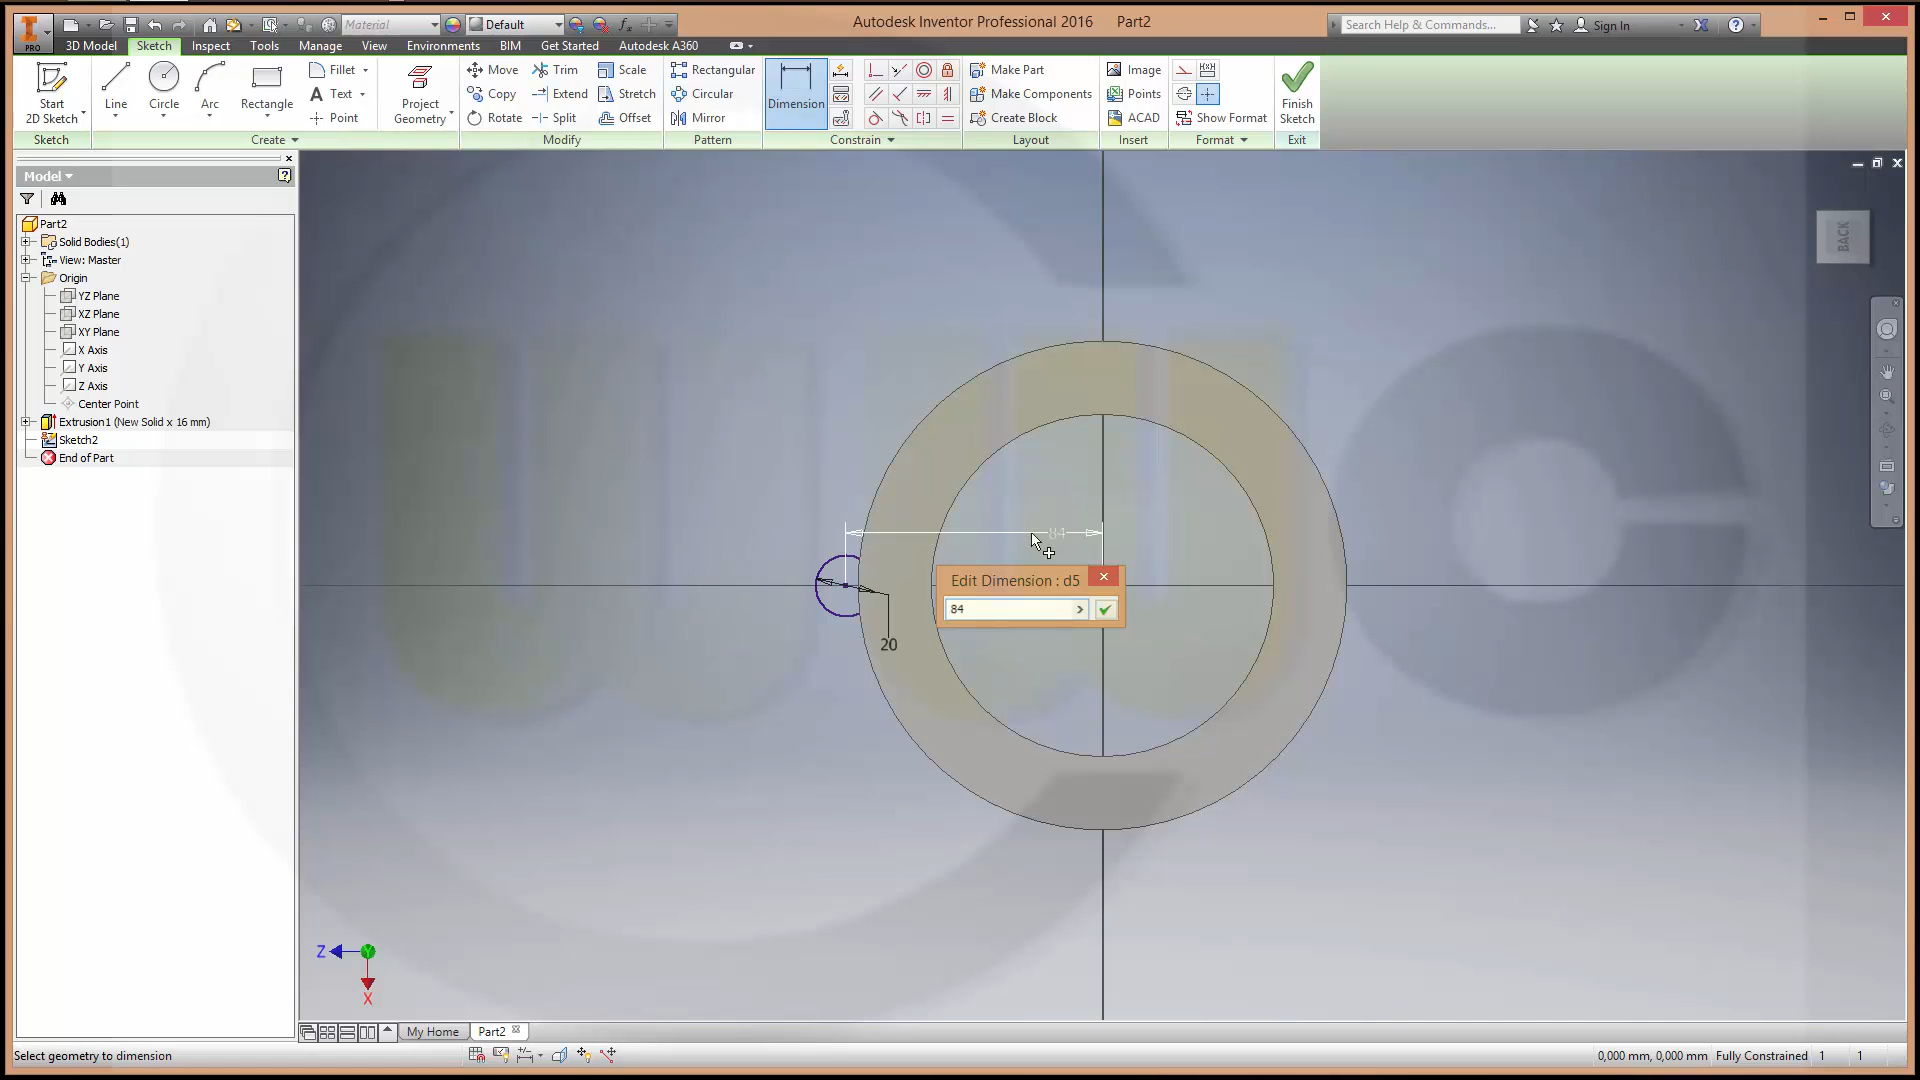 Material
Default
Autodesk Inventor Professional 2016 Part2
Search Help & Commands...
Sign In
PRO
3D Model Sketch Inspect Tools Manage View Environments BIM Get Started Autodesk A360
Start
2D Sketch
Line
Circle
Arc
Rectangle
Fillet
Text
Point
Project
Geometry
Move
Copy
Rotate
Trim
Extend
Split
Scale
Stretch
Offset
Rectangular
Circular
Mirror
Dimension
Make Part
Make Components
Create Block
Image
Points
ACAD
Show Format
Finish
Sketch
Sketch Create Modify Pattern Constrain Layout Insert Format Exit
Model
Part2
Solid Bodies(1)
View: Master
Origin
YZ Plane
XZ Plane
XY Plane
X Axis
Y Axis
Z Axis
Center Point
Extrusion1 (New Solid x 16 mm)
Sketch2
End of Part
BACK
84
Edit Dimension : d5
84
20
Z
Y
X
My Home Part2
Select geometry to dimension
0,000 mm, 0,000 mm Fully Constrained 1 1